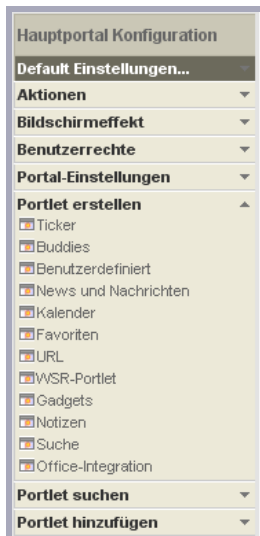 Hauptportal Konfiguration
Default Einstellungen...
Aktionen
Bildschirmeffekt
Benutzerrechte
Portal-Einstellungen
Portlet erstellen
Ticker
Buddies
Benutzerdefiniert
News und Nachrichten
Kalender
Favoriten
URL
WSR-Portlet
Gadgets
Notizen
Suche
Office-Integration
Portlet suchen
Portlet hinzufügen